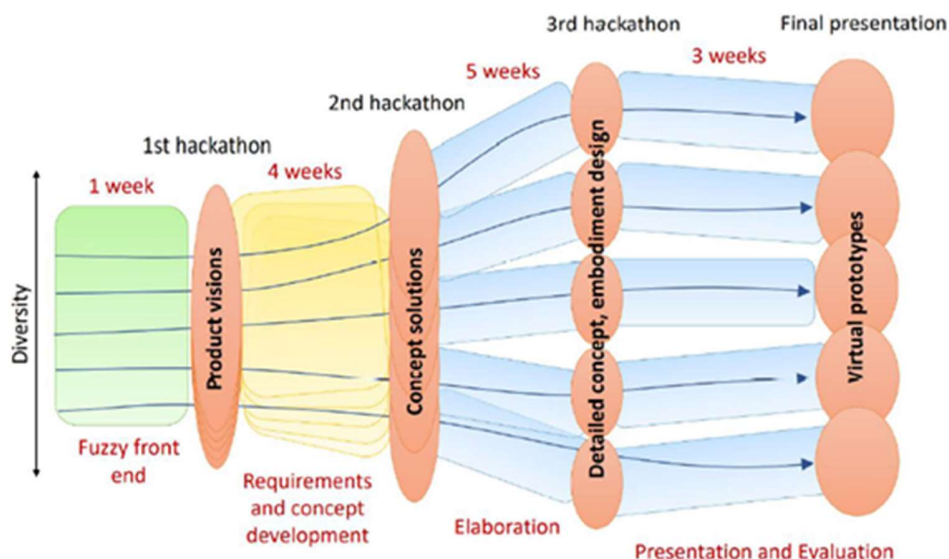 3rd hackathon
Final presentation
5 weeks
3 weeks
2nd hackathon
1st hackathon
4 weeks
1 week
Diversity
Product visions
Concept solutions
Detailed concept, embodiment design
Virtual prototypes
Fuzzy front
end
Requirements
and concept
development
Elaboration
Presentation and Evaluation